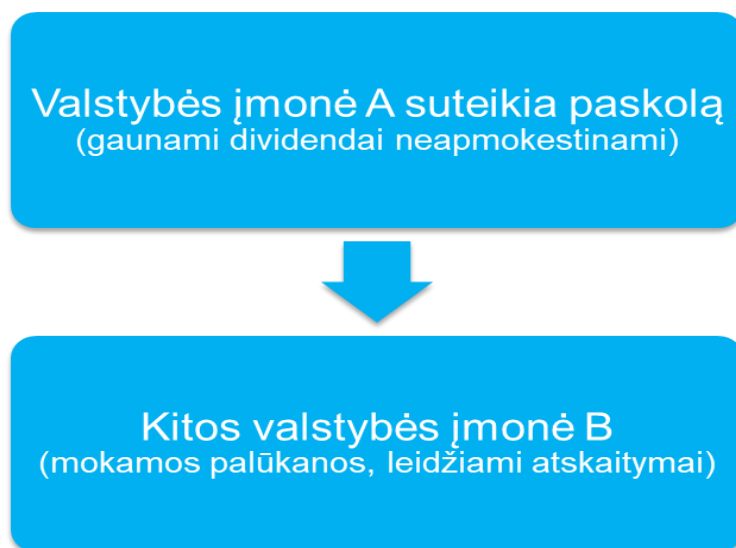 Valstybės įmonė A suteikia paskolą
(gaunami dividendai neapmokestinami)
Kitos valstybės įmonė B
(mokamos palūkanos, leidžiami atskaitymai)